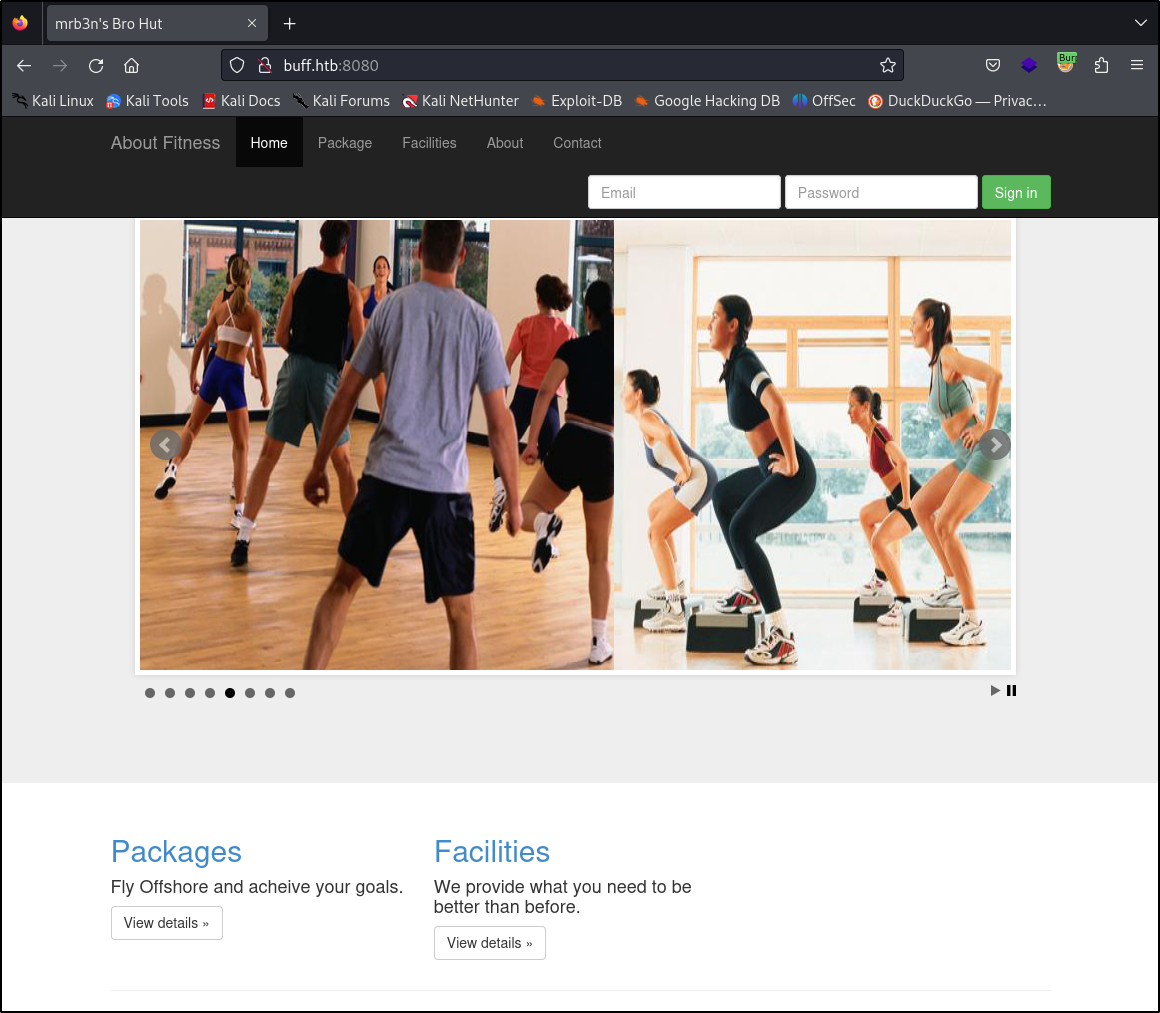 mrb3n's Bro Hut
buff.htb:8080
Burp
Kali Linux Kali Tools Kali Docs Kali Forums Kali NetHunter Exploit-DB Google Hacking DB OffSec DuckDuckGo — Privac…
About Fitness Home Package Facilities About Contact
Email Password Sign in
Packages Facilities
Fly Offshore and acheive your goals. We provide what you need to be
better than before.
View details »
View details »